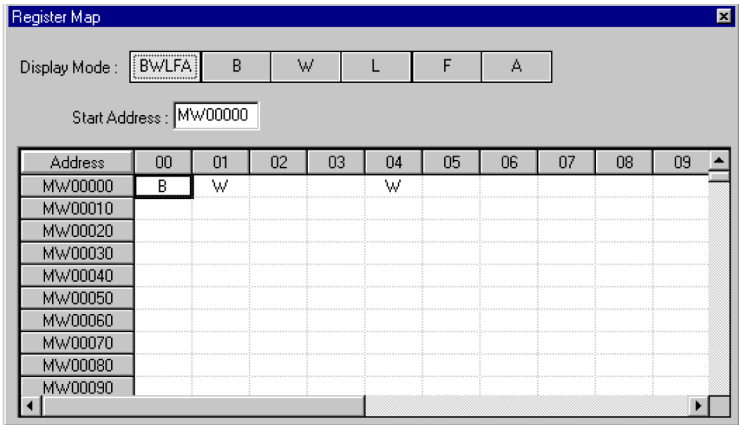 Register Map
Display Mode : BWLFA B W L F A
Start Address : MW00000
Address 00 01 02 03 04 05 06 07 08 09
MW00000 B W W
MW00010
MW00020
MW00030
MW00040
MW00050
MW00060
MW00070
MW00080
MW00090